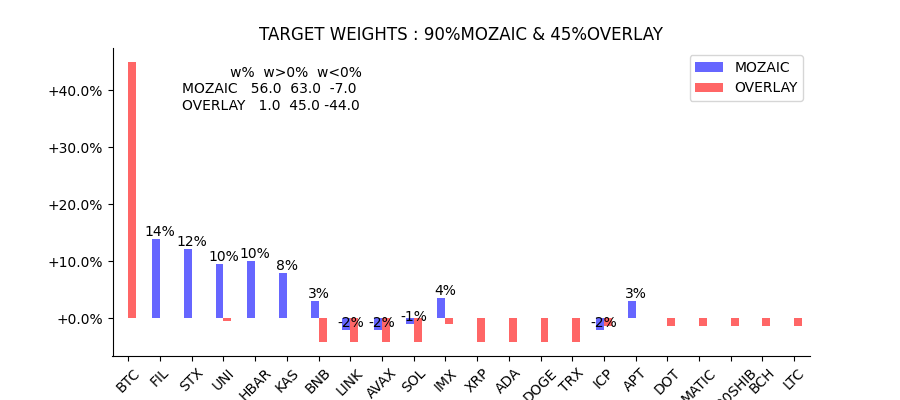 TARGET WEIGHTS : 90%MOZAIC & 45%OVERLAY
w% w>0% w<0%
MOZAIC 56.0 63.0 -7.0
OVERLAY 1.0 45.0 -44.0
MOZAIC
OVERLAY
+40.0%
+30.0%
+20.0%
+10.0%
+0.0%
14%
12%
10%
10%
8%
3%
-2%
-2%
-1%
4%
-2%
3%
BTC
FIL
STX
UNI
HBAR
KAS
BNB
LINK
AVAX
SOL
IMX
XRP
ADA
DOGE
TRX
ICP
APT
DOT
MATIC
BCH
LTC